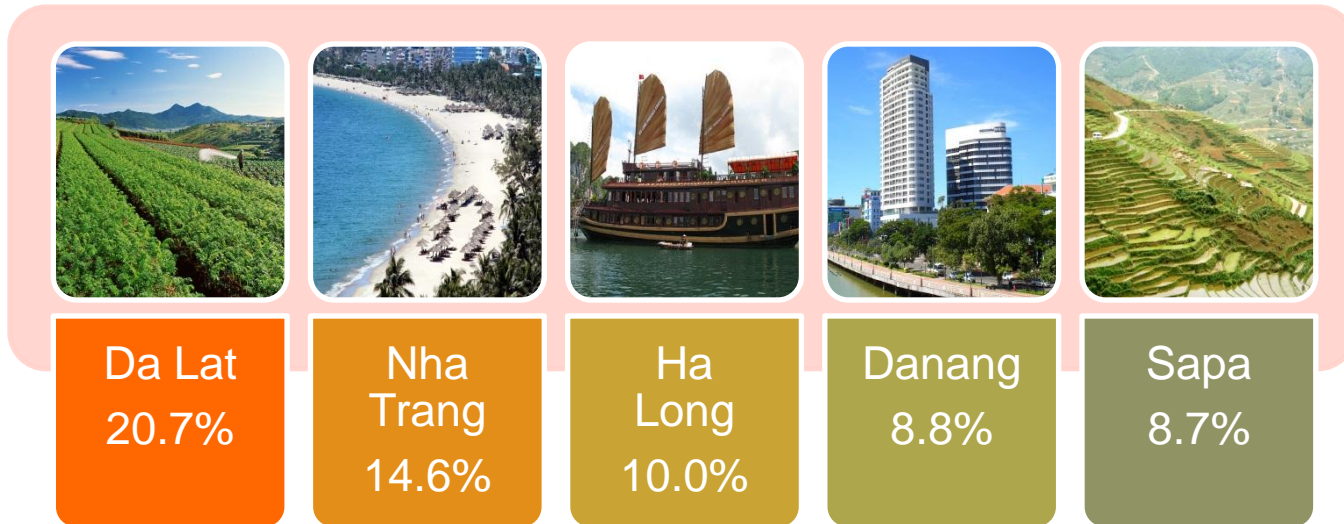 Da Lat
20.7%
Nha
Trang
14.6%
Ha
Long
10.0%
Danang
8.8%
Sapa
8.7%